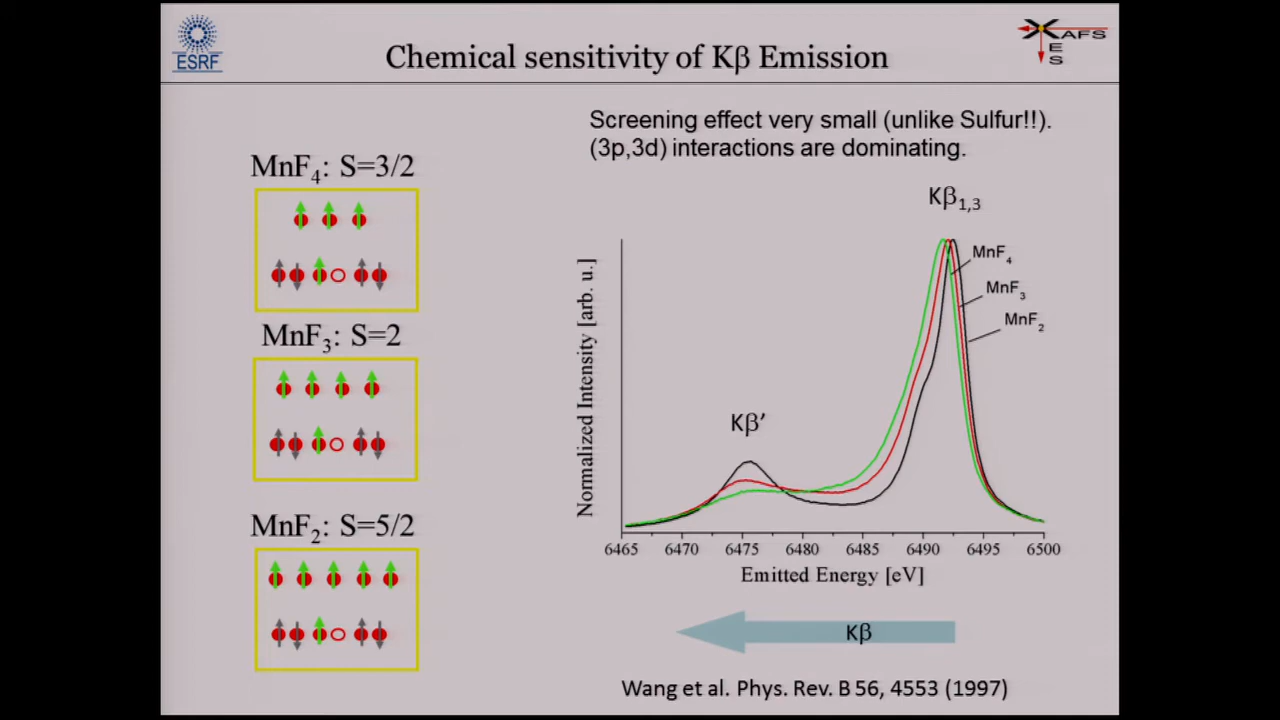 ESRF
Chemical sensitivity of Kβ Emission
XAFS
E
S
Screening effect very small (unlike Sulfur!!).
(3p,3d) interactions are dominating.
MnF₄: S=3/2
MnF₃: S=2
MnF₂: S=5/2
Kβ₁,₃
MnF₄
MnF₃
MnF₂
Kβ’
Normalized Intensity [arb. u.]
6465 6470 6475 6480 6485 6490 6495 6500
Emitted Energy [eV]
Kβ
Wang et al. Phys. Rev. B 56, 4553 (1997)